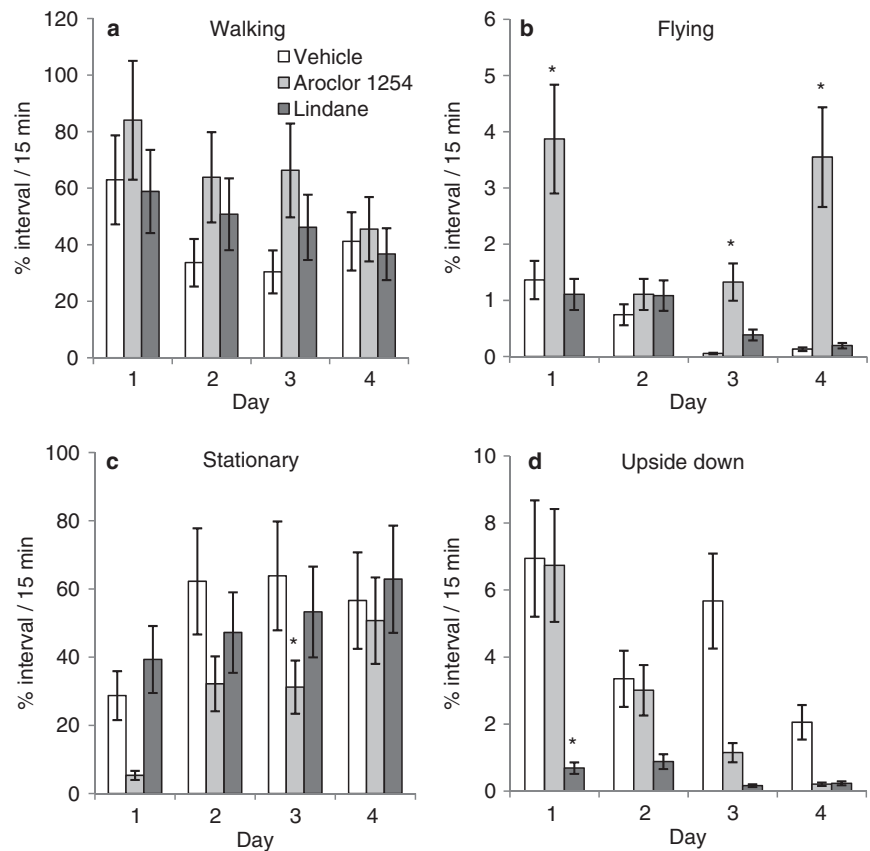 a Walking
Vehicle
Aroclor 1254
Lindane
% interval / 15 min
120
100
80
60
40
20
0
1 2 3 4
Day
b Flying
% interval / 15 min
6
5
4
3
2
1
0
* * *
1 2 3 4
Day
c Stationary
% interval / 15 min
100
80
60
40
20
0
*
1 2 3 4
Day
d Upside down
% interval / 15 min
10
8
6
4
2
0
*
1 2 3 4
Day